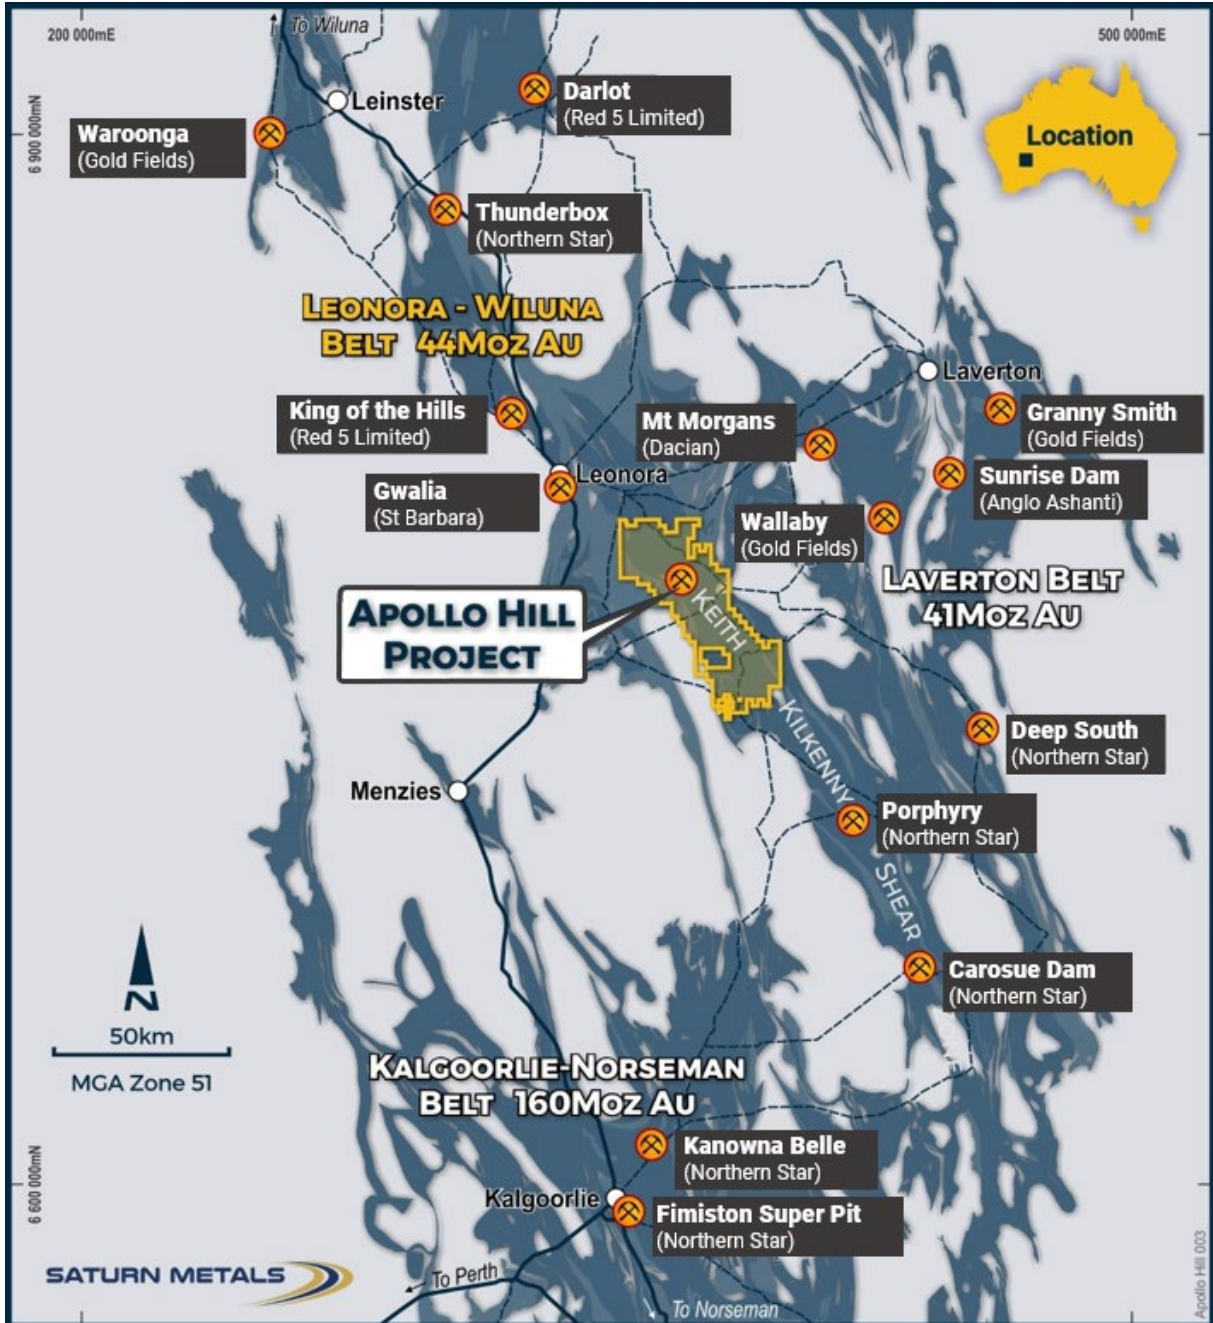 To Wiluna
200 000mE
500 000mE
6 900 000mN
Leinster
Darlot
(Red 5 Limited)
Waroonga
(Gold Fields)
Location
Thunderbox
(Northern Star)
LEONORA - WILUNA
BELT 44MOZ AU
Laverton
King of the Hills
(Red 5 Limited)
Mt Morgans
(Dacian)
Granny Smith
(Gold Fields)
Leonora
Gwalia
(St Barbara)
Sunrise Dam
(Anglo Ashanti)
Wallaby
(Gold Fields)
LAVERTON BELT
41MOZ AU
APOLLO HILL
PROJECT
KEITH
KILKENNY
SHEAR
Deep South
(Northern Star)
Menzies
Porphyry
(Northern Star)
Carosue Dam
(Northern Star)
N
50km
MGA Zone 51
KALGOORLIE-NORSEMAN
BELT 160MOZ AU
Kanowna Belle
(Northern Star)
6 600 000mN
Kalgoorlie
Fimiston Super Pit
(Northern Star)
SATURN METALS
To Perth
To Norseman
Apollo Hill 003